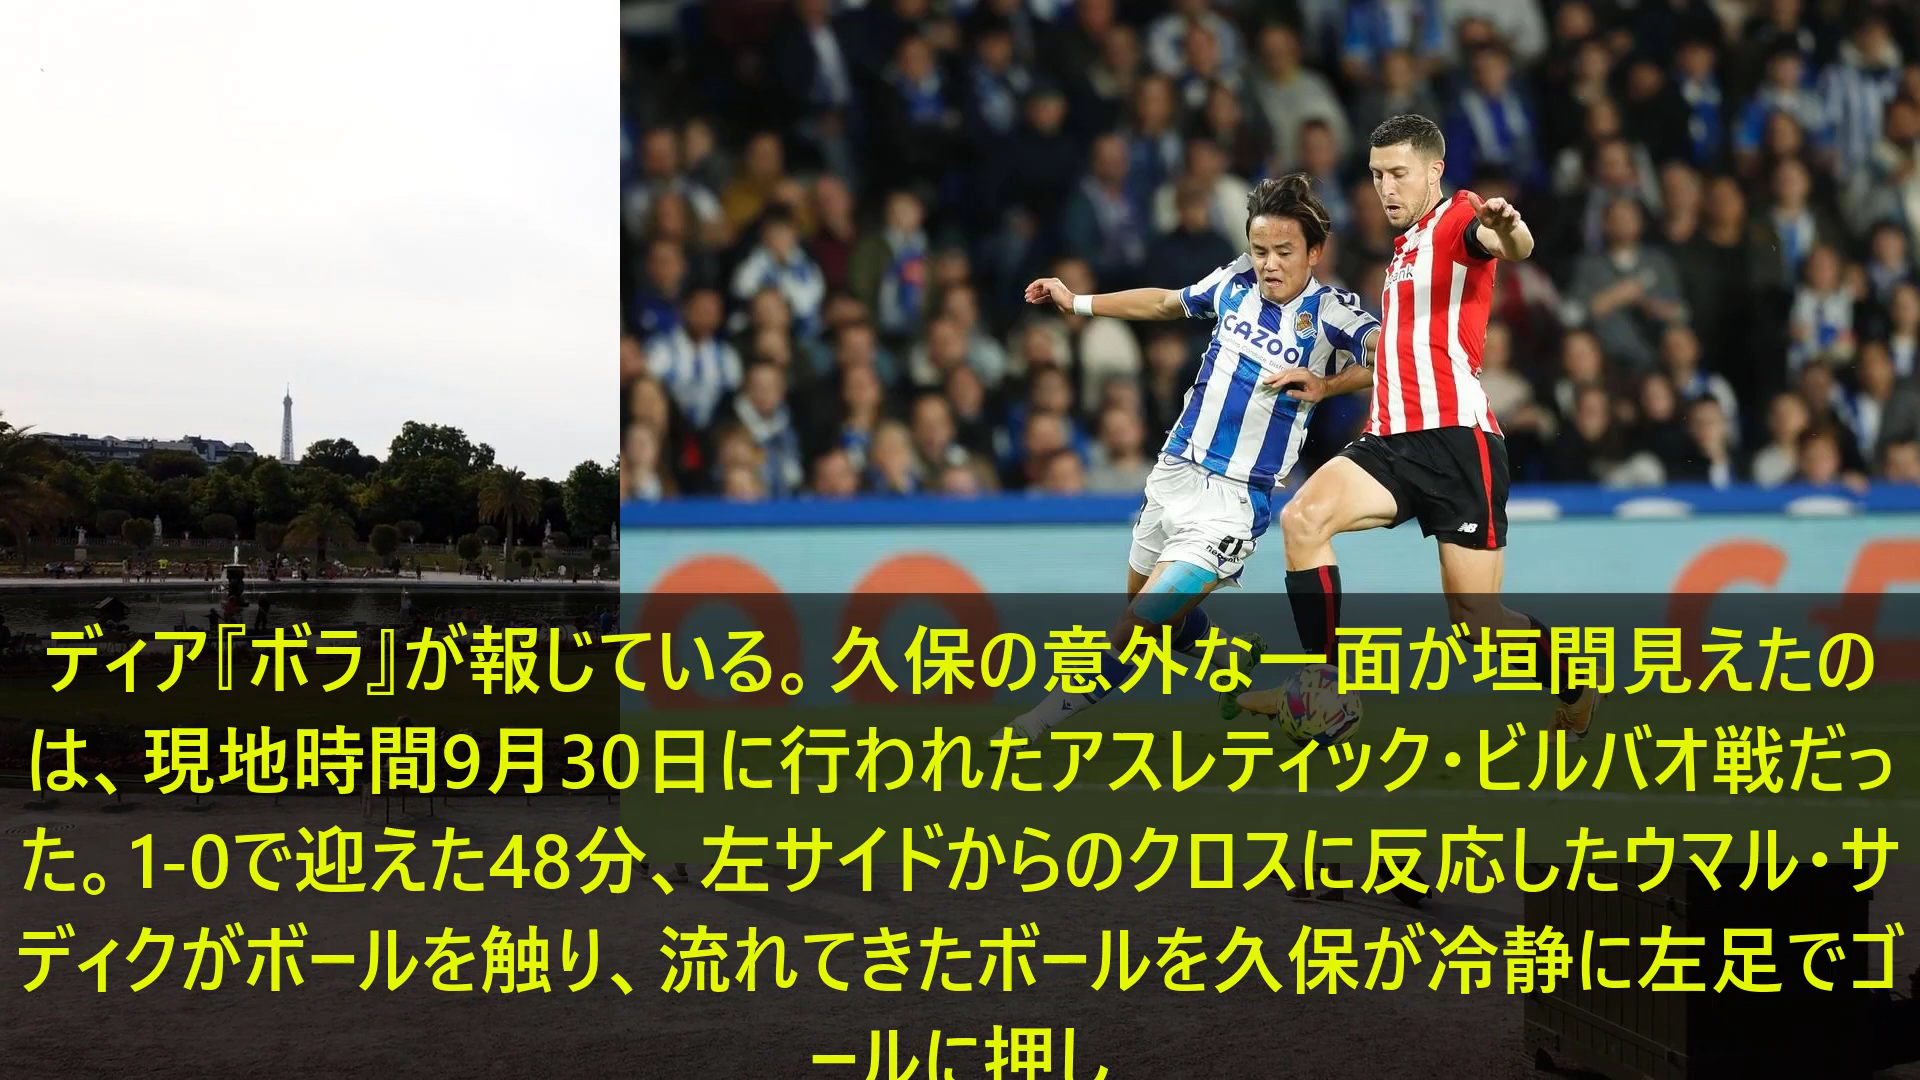 CAZOO
bank
NB
ディア『ボラ』が報じている。久保の意外な一面が垣間見えたの
は、現地時間9月30日に行われたアスレティック・ビルバオ戦だっ
た。1-0で迎えた48分、左サイドからのクロスに反応したウマル・サ
ディクがボールを触り、流れてきたボールを久保が冷静に左足でゴ
ールに押し